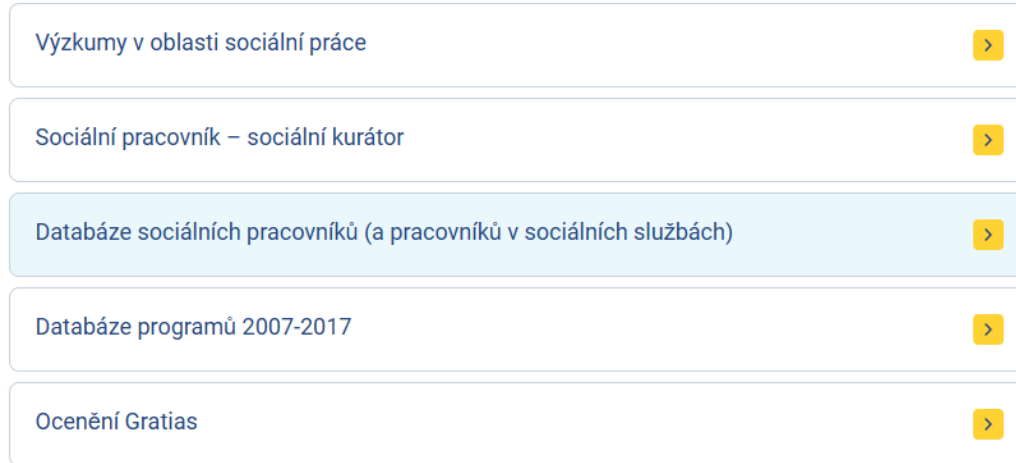 Výzkumy v oblasti sociální práce
Sociální pracovník – sociální kurátor
Databáze sociálních pracovníků (a pracovníků v sociálních službách)
Databáze programů 2007-2017
Ocenění Gratias